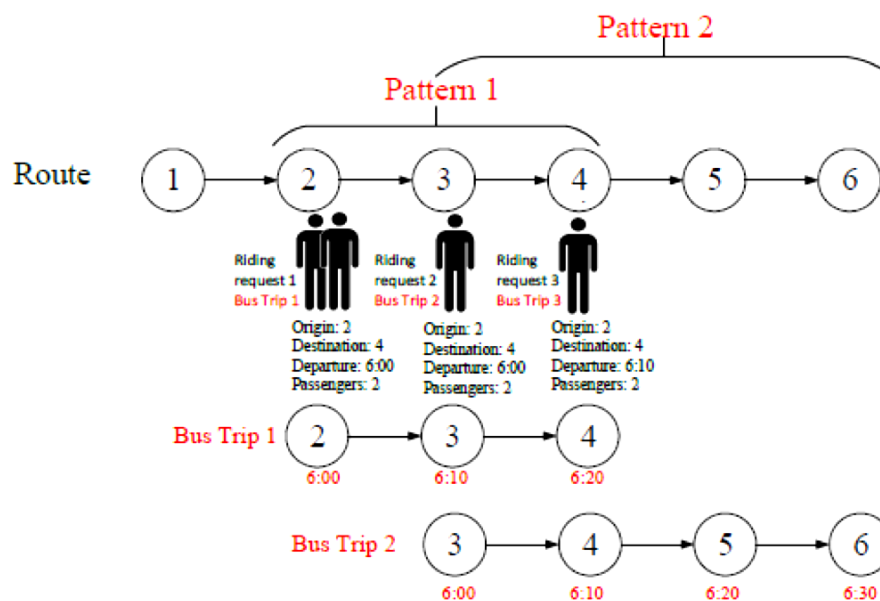 Pattern 2
Pattern 1
Route
1 2 3 4 5 6
Riding
request 1
Bus Trip 1
Riding
request 2
Bus Trip 2
Riding
request 3
Bus Trip 3
Origin: 2
Destination: 4
Departure: 6:00
Passengers: 2
Origin: 2
Destination: 4
Departure: 6:00
Passengers: 2
Origin: 2
Destination: 4
Departure: 6:10
Passengers: 2
Bus Trip 1 2 3 4
6:00 6:10 6:20
Bus Trip 2 3 4 5 6
6:00 6:10 6:20 6:30